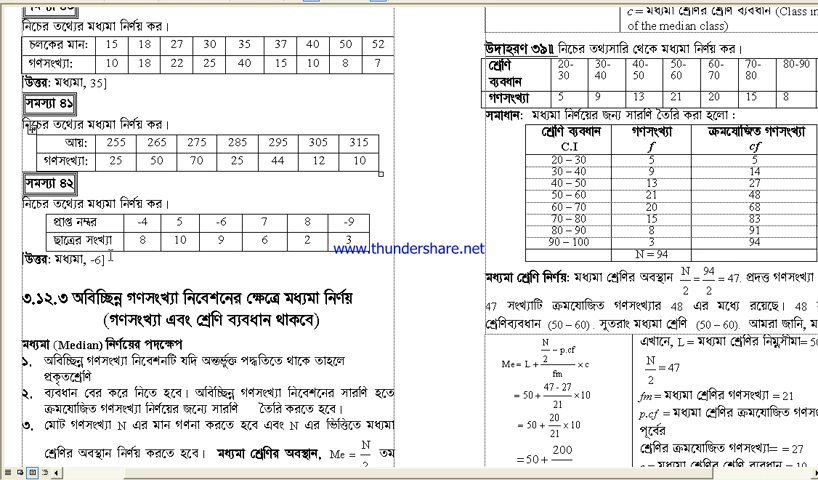 নিচের তথ্যের মধ্যমা নির্ণয় কর।
চলকের মান: 15 18 27 30 35 37 40 50 52
গণসংখ্যা: 10 18 22 25 40 15 10 8 7
[উত্তর: মধ্যমা, 35]
সমস্যা ৪১
নিচের তথ্যের মধ্যমা নির্ণয় কর।
আয়: 255 265 275 285 295 305 315
গণসংখ্যা: 25 50 70 25 44 12 10
সমস্যা ৪২
নিচের তথ্যের মধ্যমা নির্ণয় কর।
প্রাপ্ত নম্বর -4 5 -6 7 8 -9
ছাত্রের সংখ্যা 8 10 9 6 2 3
[উত্তর: মধ্যমা, -6]
৩.১২.৩ অবিচ্ছিন্ন গণসংখ্যা নিবেশনের ক্ষেত্রে মধ্যমা নির্ণয়
(গণসংখ্যা এবং শ্রেণি ব্যবধান থাকবে)
মধ্যমা (Median) নির্ণয়ের পদক্ষেপ
১. অবিচ্ছিন্ন গণসংখ্যা নিবেশনটি যদি অন্তর্ভুক্ত পদ্ধতিতে থাকে তাহলে
প্রকৃতশ্রেণি
২. ব্যবধান বের করে নিতে হবে। অবিচ্ছিন্ন গণসংখ্যা নিবেশনের সারণি হতে
ক্রমযোজিত গণসংখ্যা নির্ণয়ের জন্যে সারণি তৈরি করতে হবে।
৩. মোট গণসংখ্যা N এর মান গণনা করতে হবে এবং N এর ভিত্তিতে মধ্যমা
শ্রেণির অবস্থান নির্ণয় করতে হবে। মধ্যমা শ্রেণির অবস্থান, Me = N/2 তম
www.thundershare.net
c = মধ্যমা শ্রেণির শ্রেণি ব্যবধান (Class in
of the median class)
উদাহরণ ৩৯॥ নিচের তথ্যসারি থেকে মধ্যমা নির্ণয় কর।
শ্রেণি ব্যবধান 20-30 30-40 40-50 50-60 60-70 70-80 80-90
গণসংখ্যা 5 9 13 21 20 15 8
সমাধান: মধ্যমা নির্ণয়ের জন্য সারণি তৈরি করা হলো :
শ্রেণি ব্যবধান গণসংখ্যা ক্রমযোজিত গণসংখ্যা
C.I f cf
20 – 30 5 5
30 – 40 9 14
40 – 50 13 27
50 – 60 21 48
60 – 70 20 68
70 – 80 15 83
80 – 90 8 91
90 – 100 3 94
N = 94
মধ্যমা শ্রেণি নির্ণয়: মধ্যমা শ্রেণির অবস্থান N/2 = 94/2 = 47. প্রদত্ত গণসংখ্যা
47 সংখ্যাটি ক্রমযোজিত গণসংখ্যার 48 এর মধ্যে রয়েছে। 48
শ্রেণিব্যবধান (50 – 60) . সুতরাং মধ্যমা শ্রেণি (50 – 60). আমরা জানি,
Me = L + (N/2 - p.cf)/fm × c
= 50 + (47 - 27)/21 × 10
= 50 + 20/21 × 10
= 50 + 200
এখানে, L = মধ্যমা শ্রেণির নিম্নসীমা= 50
N/2 = 47
fm = মধ্যমা শ্রেণির গণসংখ্যা = 21
p.cf = মধ্যমা শ্রেণির ক্রমযোজিত
পূর্বের
শ্রেণির ক্রমযোজিত গণসংখ্যা= = 27
c = মধ্যমা শ্রেণির শ্রেণি ব্যবধান = 10